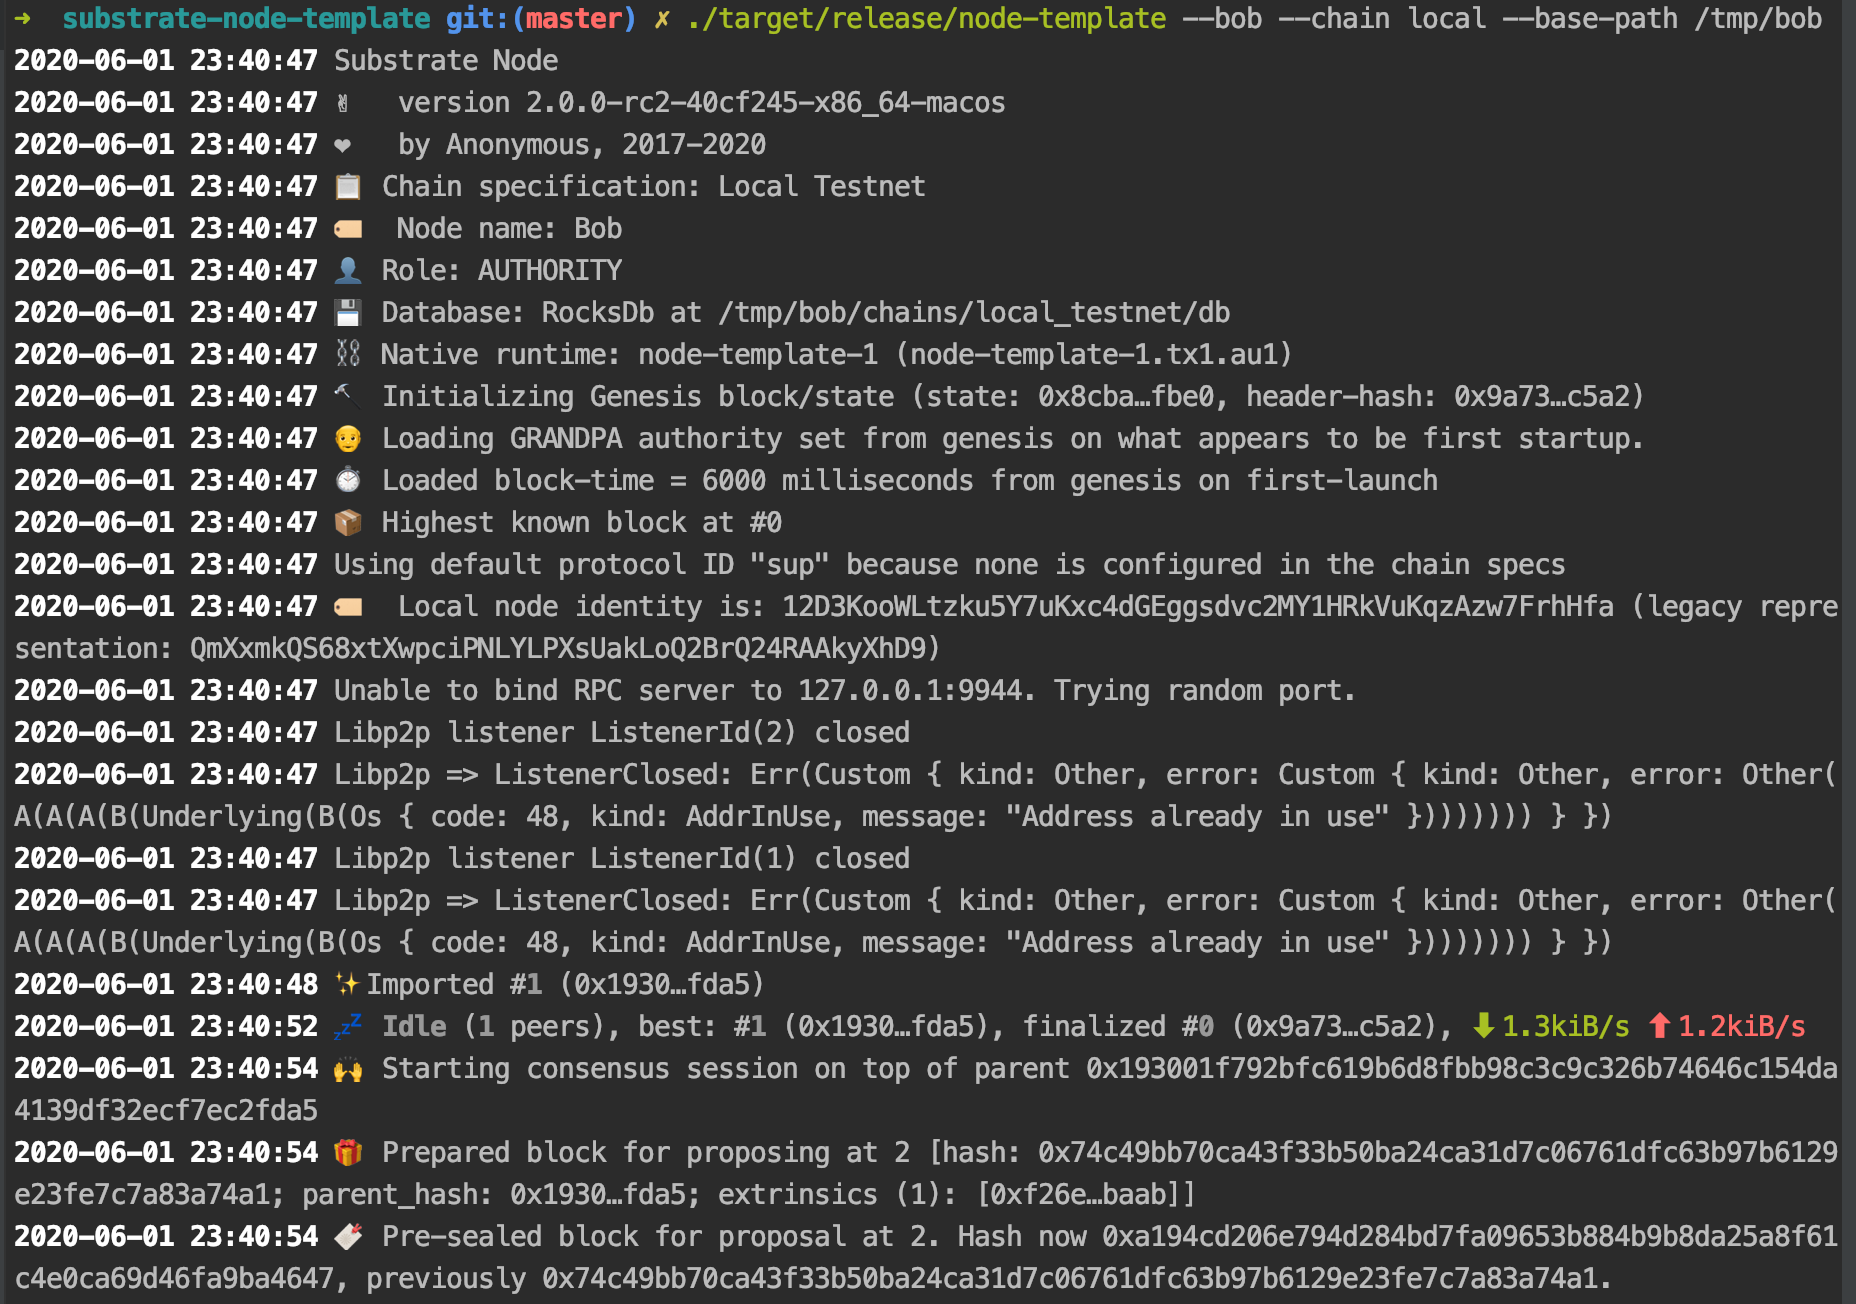 ➜  substrate-node-template git:(master) ✗ ./target/release/node-template --bob --chain local --base-path /tmp/bob
2020-06-01 23:40:47 Substrate Node
2020-06-01 23:40:47 ✌️  version 2.0.0-rc2-40cf245-x86_64-macos
2020-06-01 23:40:47 ❤️  by Anonymous, 2017-2020
2020-06-01 23:40:47 📋 Chain specification: Local Testnet
2020-06-01 23:40:47 🏷  Node name: Bob
2020-06-01 23:40:47 👤 Role: AUTHORITY
2020-06-01 23:40:47 💾 Database: RocksDb at /tmp/bob/chains/local_testnet/db
2020-06-01 23:40:47 ⛓ Native runtime: node-template-1 (node-template-1.tx1.au1)
2020-06-01 23:40:47 🔨 Initializing Genesis block/state (state: 0x8cba…fbe0, header-hash: 0x9a73…c5a2)
2020-06-01 23:40:47 👴 Loading GRANDPA authority set from genesis on what appears to be first startup.
2020-06-01 23:40:47 ⏱ Loaded block-time = 6000 milliseconds from genesis on first-launch
2020-06-01 23:40:47 📦 Highest known block at #0
2020-06-01 23:40:47 Using default protocol ID "sup" because none is configured in the chain specs
2020-06-01 23:40:47 🏷  Local node identity is: 12D3KooWLtzku5Y7uKxc4dGEggsdvc2MY1HRkVuKqzAzw7FrhHfa (legacy repre
sentation: QmXxmkQS68xtXwpciPNLYLPXsUakLoQ2BrQ24RAAkyXhD9)
2020-06-01 23:40:47 Unable to bind RPC server to 127.0.0.1:9944. Trying random port.
2020-06-01 23:40:47 Libp2p listener ListenerId(2) closed
2020-06-01 23:40:47 Libp2p => ListenerClosed: Err(Custom { kind: Other, error: Custom { kind: Other, error: Other(
A(A(A(B(Underlying(B(Os { code: 48, kind: AddrInUse, message: "Address already in use" })))))))) } })
2020-06-01 23:40:47 Libp2p listener ListenerId(1) closed
2020-06-01 23:40:47 Libp2p => ListenerClosed: Err(Custom { kind: Other, error: Custom { kind: Other, error: Other(
A(A(A(B(Underlying(B(Os { code: 48, kind: AddrInUse, message: "Address already in use" })))))))) } })
2020-06-01 23:40:48 ✨ Imported #1 (0x1930…fda5)
2020-06-01 23:40:52 💤 Idle (1 peers), best: #1 (0x1930…fda5), finalized #0 (0x9a73…c5a2), ⬇ 1.3kiB/s ⬆ 1.2kiB/s
2020-06-01 23:40:54 🙌 Starting consensus session on top of parent 0x193001f792bfc619b6d8fbb98c3c9c326b74646c154da
4139df32ecf7ec2fda5
2020-06-01 23:40:54 🎁 Prepared block for proposing at 2 [hash: 0x74c49bb70ca43f33b50ba24ca31d7c06761dfc63b97b6129
e23fe7c7a83a74a1; parent_hash: 0x1930…fda5; extrinsics (1): [0xf26e…baab]]
2020-06-01 23:40:54 🔖 Pre-sealed block for proposal at 2. Hash now 0xa194cd206e794d284bd7fa09653b884b9b8da25a8f61
c4e0ca69d46fa9ba4647, previously 0x74c49bb70ca43f33b50ba24ca31d7c06761dfc63b97b6129e23fe7c7a83a74a1.